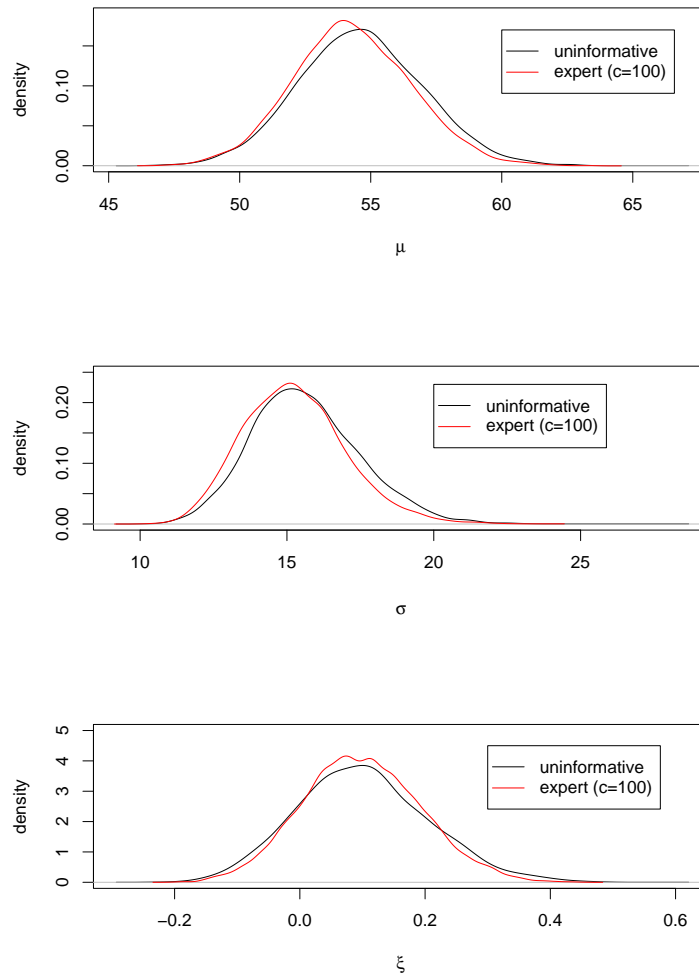 density
0.00
0.10
uninformative
expert (c=100)
45 50 55 60 65
μ
density
0.00
0.10
0.20
uninformative
expert (c=100)
10 15 20 25
σ
density
0 1 2 3 4 5
uninformative
expert (c=100)
−0.2 0.0 0.2 0.4 0.6
ξ